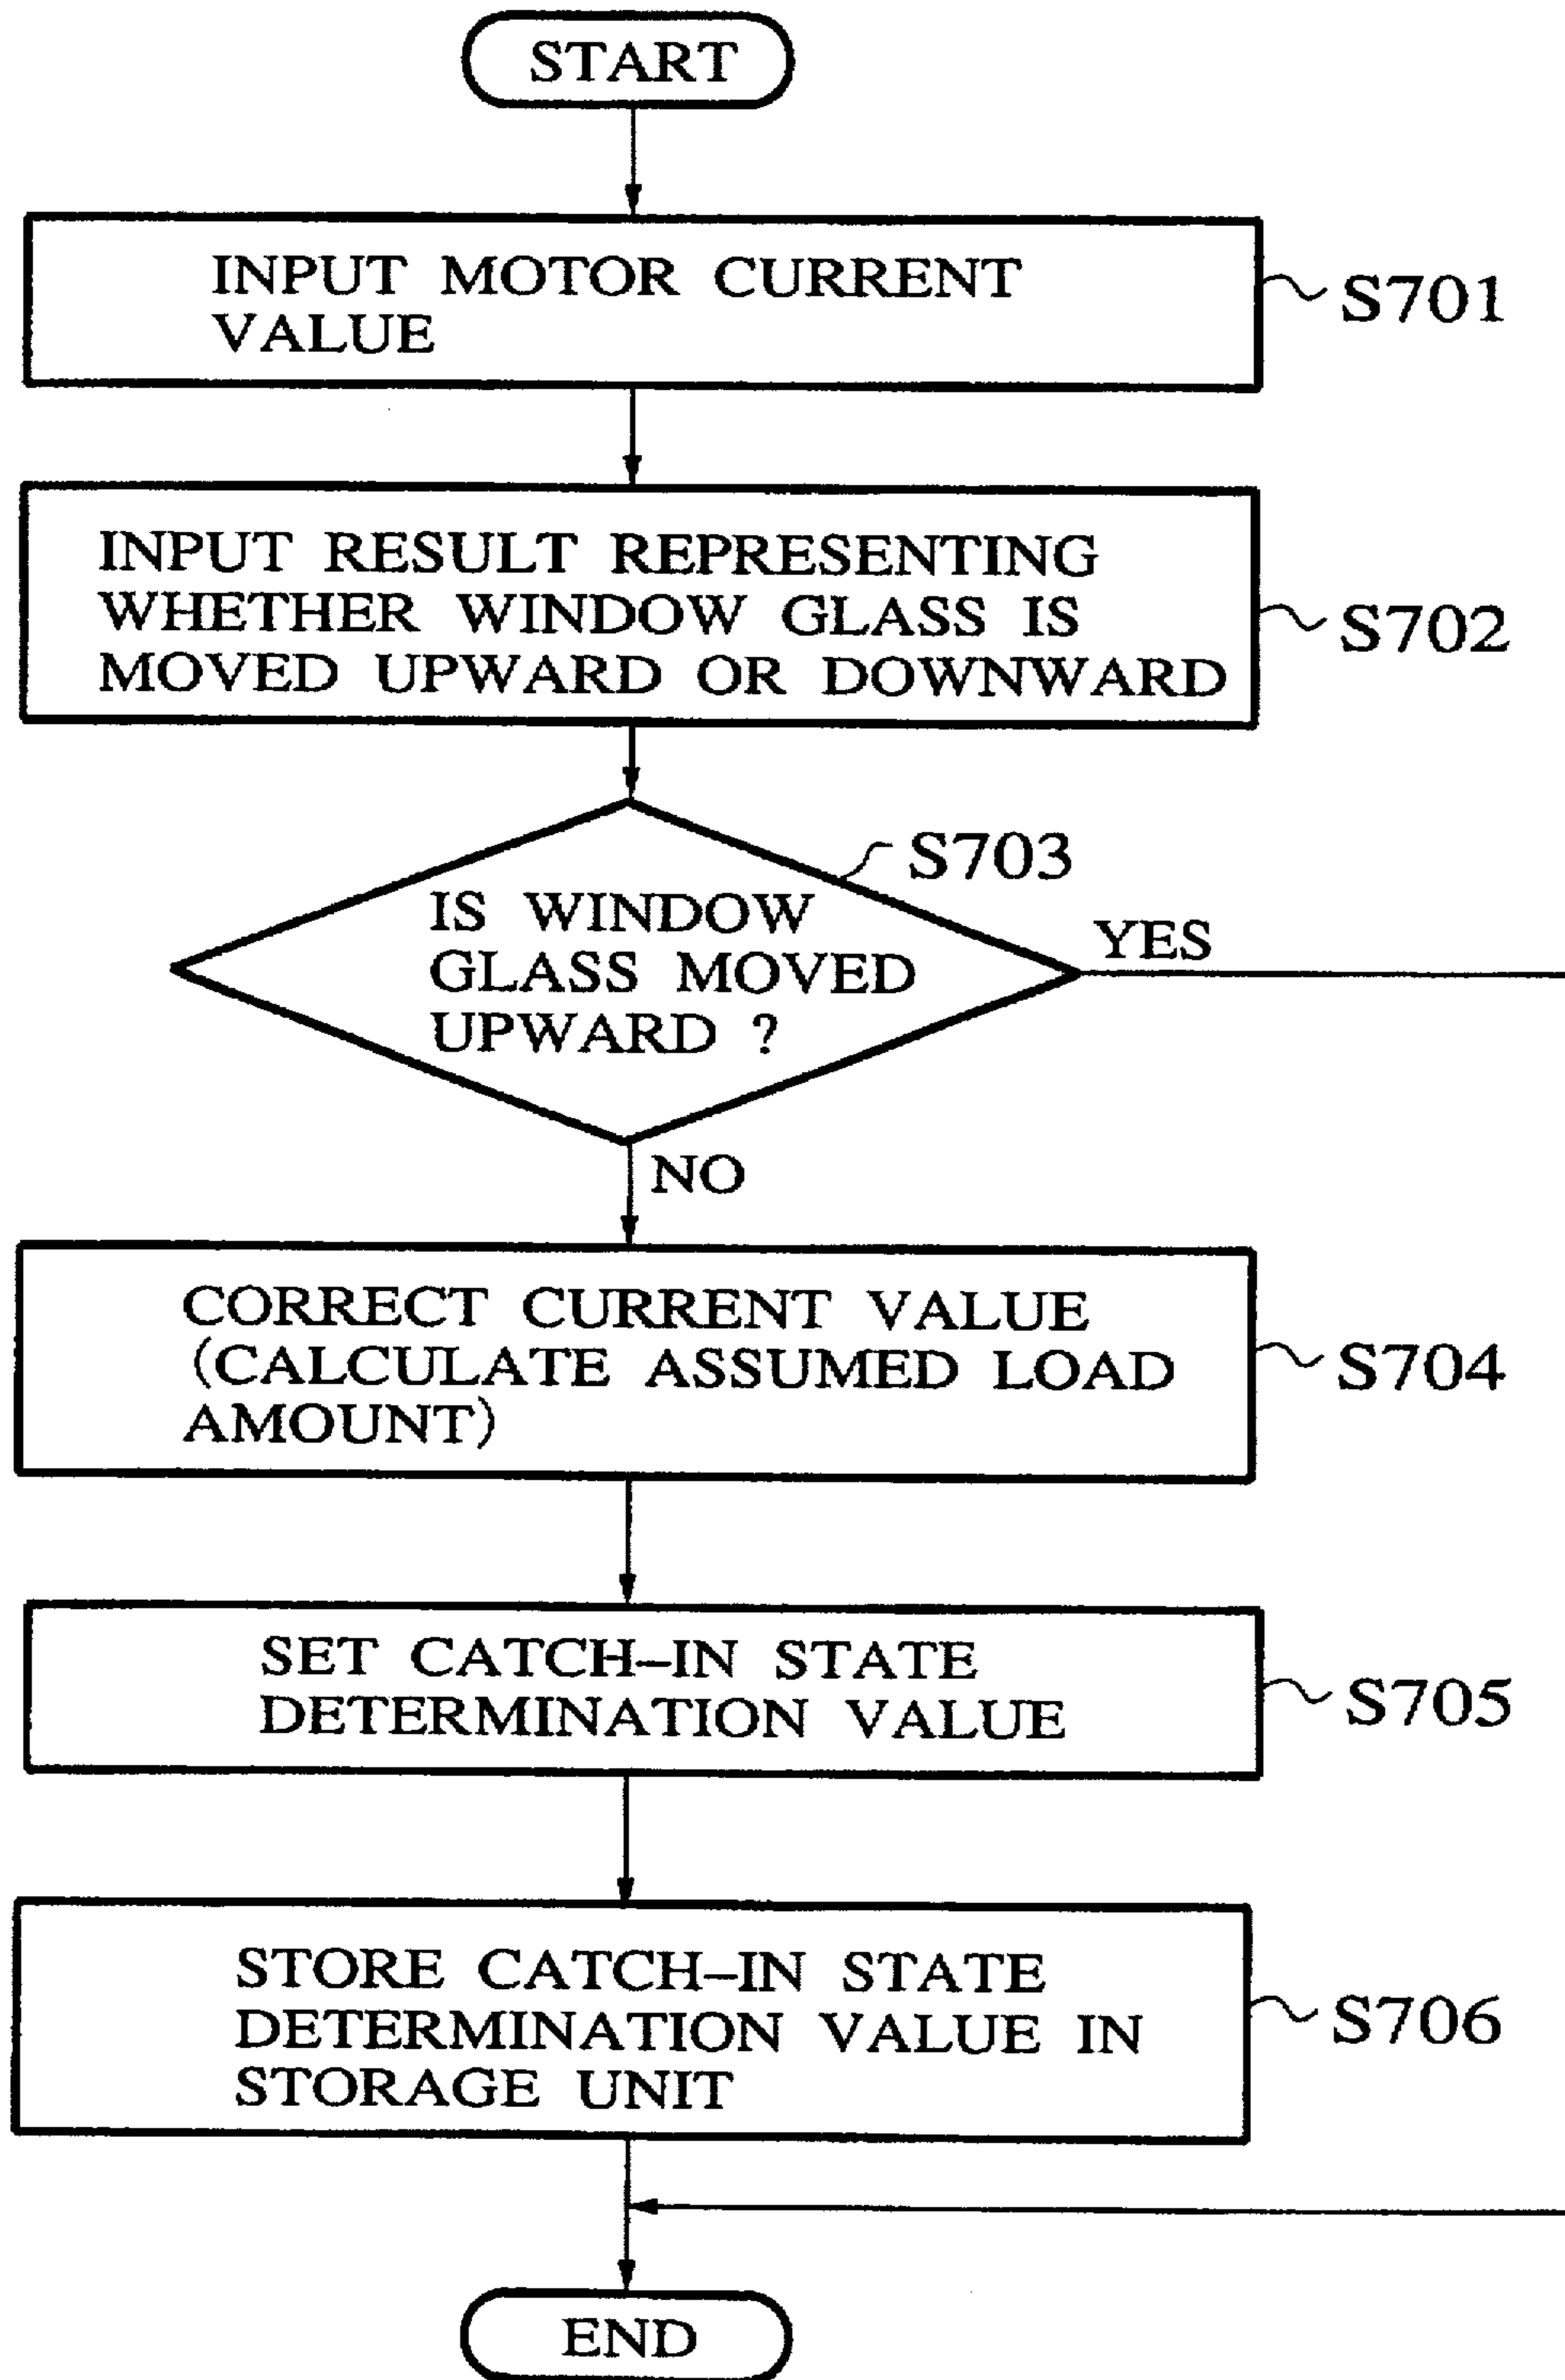 START
INPUT MOTOR CURRENT
VALUE
S701
INPUT RESULT REPRESENTING
WHETHER WINDOW GLASS IS
MOVED UPWARD OR DOWNWARD
S702
S703
IS WINDOW
GLASS MOVED
UPWARD ?
YES
NO
CORRECT CURRENT VALUE
(CALCULATE ASSUMED LOAD
AMOUNT)
S704
SET CATCH-IN STATE
DETERMINATION VALUE
S705
STORE CATCH-IN STATE
DETERMINATION VALUE IN
STORAGE UNIT
S706
END